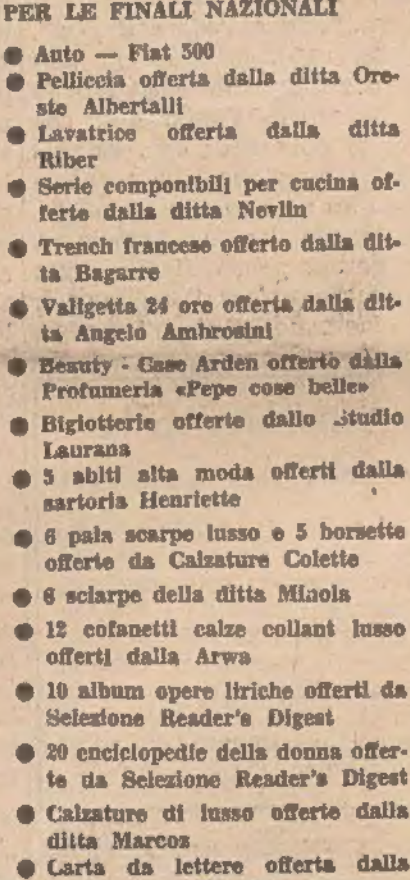 PER LE FINALI NAZIONALI
● Auto — Fiat 500
● Pelliccia offerta dalla ditta Ore-
ste Albertalli
● Lavatrice offerta dalla ditta
Riber
● Serie componibili per cucina of-
ferte dalla ditta Novlin
● Trench francese offerto dalla dit-
ta Bagarre
● Valigetta 24 ore offerta dalla dit-
ta Angelo Ambrosini
● Beauty - Case Arden offerto dalla
Profumeria «Pepe cose belle»
● Bigiotterie offerte dallo Studio
Laurana
● 5 abiti alta moda offerti dalla
sartoria Henriette
● 6 paia scarpe lusso e 5 borsette
offerte da Calzature Colette
● 6 sciarpe della ditta Minola
● 12 cofanetti calze collant lusso
offerti dalla Arwa
● 10 album opere liriche offerti da
Selezione Reader's Digest
● 20 enciclopedie della donna offer-
te da Selezione Reader's Digest
● Calzature di lusso offerte dalla
ditta Marcoz
● Carta da lettere offerta dalla